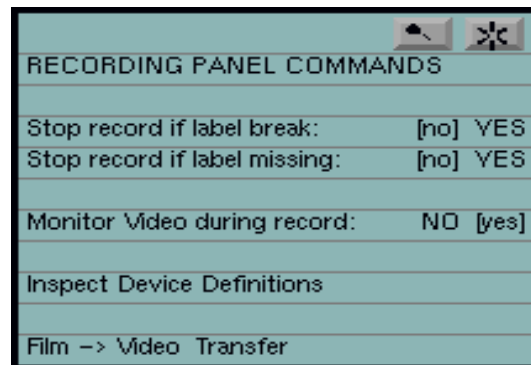 RECORDING PANEL COMMANDS
Stop record if label break: [no] YES
Stop record if label missing: [no] YES
Monitor Video during record: NO [yes]
Inspect Device Definitions
Film -> Video Transfer